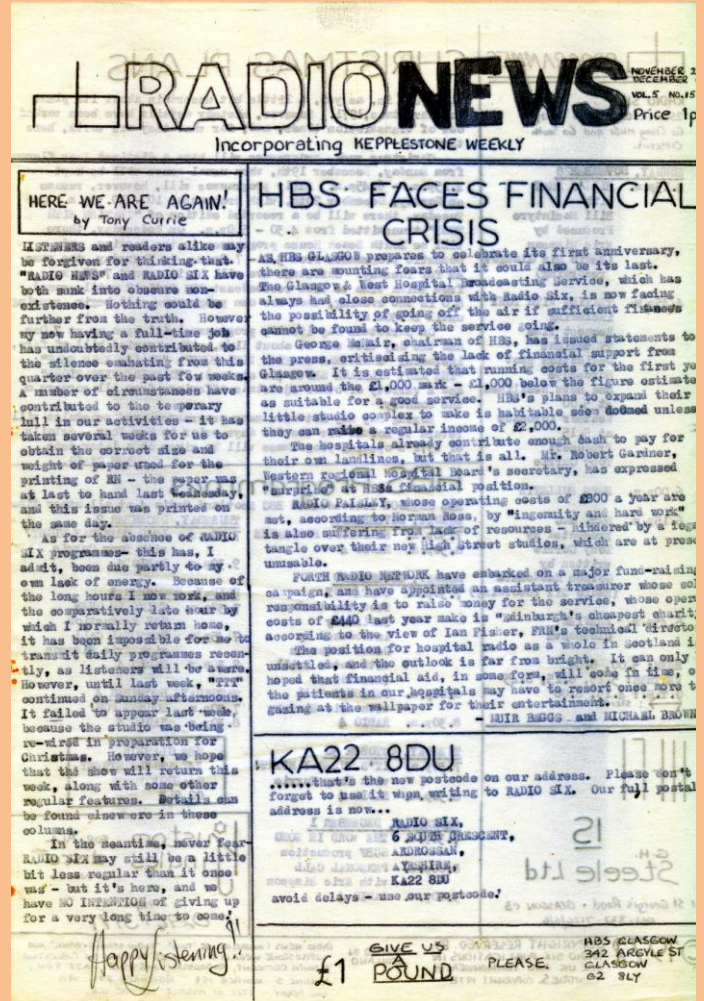 RADIO NEWS
NOVEMBER 2
DECEMBER
VOL.5 NO.15
Price 1p
Incorporating KEPPLESTONE WEEKLY
HERE WE ARE AGAIN!
by Tony Currie
LISTENERS and readers alike may
be forgiven for thinking that
"RADIO NEWS" and RADIO SIX have
both sunk into obscure non-
existence. Nothing could be
further from the truth. However
my now having a full-time job
has undoubtedly contributed to
the silence emanating from this
quarter over the past few weeks.
A number of circumstances have
contributed to the temporary
lull in our activities - it has
taken several weeks for us to
obtain the correct size and
weight of paper used for the
printing of RN - the paper was
at last to hand last Wednesday,
and this issue was printed on
the same day.
As for the absence of RADIO
SIX programmes- this has, I
admit, been due partly to my
own lack of energy. Because of
the long hours I now work, and
the comparatively late hour by
which I normally return home,
it has been impossible for me to
transmit daily programmes recen-
tly, as listeners will be aware.
However, until last week, "TTT"
continued on Sunday afternoons.
It failed to appear last week,
because the studio was being
re-wired in preparation for
Christmas. However, we hope
that the show will return this
week, along with some other
regular features. Details can
be found elsewere in these
columns.
In the meantime, never fear-
RADIO SIX may still be a little
bit less regular than it once
was - but it's here, and we
have NO INTENTION of giving up
for a very long time to come!
Happy Listening!!
HBS FACES FINANCIAL
CRISIS
AS HBS GLASGOW prepares to celebrate its first anniversary,
there are mounting fears that it could also be its last.
The Glasgow & West Hospital Broadcasting Service, which has
always had close connections with Radio Six, is now facing
the possibility of going off the air if sufficient finances
cannot be found to keep the service going.
George McNair, chairman of HBS, has issued statements to
the press, critising the lack of financial support from
Glasgow. It is estimated that running costs for the first ye
are around the £1,000 mark - £1,000 below the figure estimate
as suitable for a good service. HBS's plans to expand their
little studio complex to make is habitable seem doomed unless
they can raise a regular income of £2,000.
The hospitals already contribute enough cash to pay for
their own landlines, but that is all. Mr. Robert Gardner,
Western regional Hospital Board's secretary, has expressed
"surprise at HBSs financial position.
RADIO PAISLEY, whose operating costs of £300 a year are
met, according to Norman Ross, by "ingenuity and hard work"
is also suffering from lack of resources - hindered by a lega
tangle over their new High Street studios, which are at prese
unusable.
FORTH RADIO NETWORK have embarked on a major fund-raising
campaign, and have appointed an assistant treasurer whose sol
responsibility is to raise money for the service, whose oper
costs of £440 last year make is "Edinburgh's cheapest charity
according to the view of Ian Fisher, FRN's technical directo
The position for hospital radio as a whole in Scotland i
unsettled, and the outlook is far from bright. It can only
hoped that financial aid, in some form, will come in time, o
the patients in our hospitals may have to resort once more t
gazing at the wallpaper for their entertainment.
- MUIR BEGGS and MICHAEL BROWN
KA22 8DU
......that's the new postcode on our address. Please don't
forget to use it when writing to RADIO SIX. Our full postal
address is now...
RADIO SIX,
6 SOUTH CRESCENT,
ARDROSSAN,
AYRSHIRE,
KA22 8DU
avoid delays - use our postcode!
£1
GIVE US
A
POUND
PLEASE.
HBS GLASGOW
342 ARGYLE ST
GLASGOW
G2 8LY